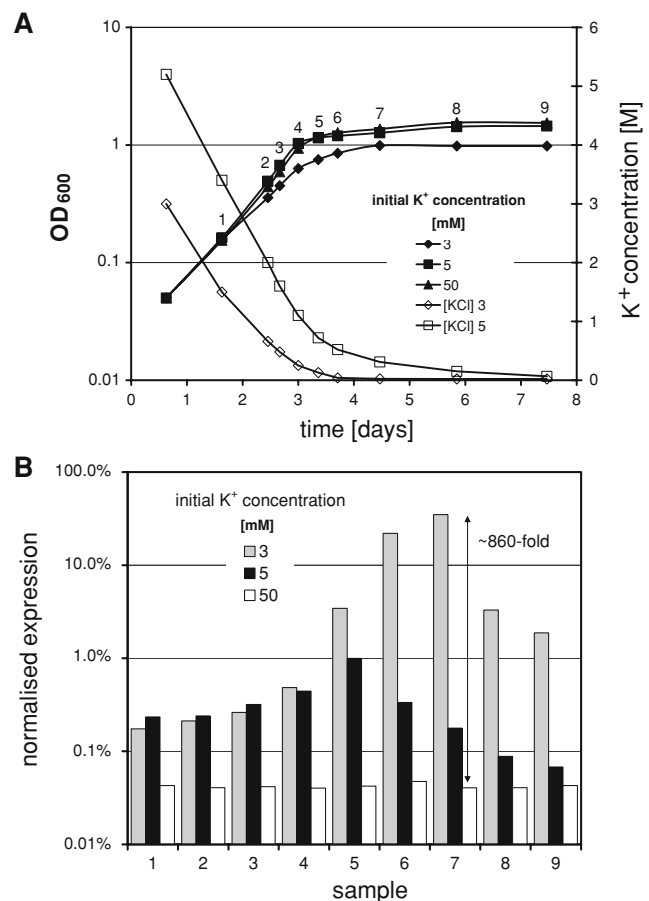 A
10
1
0.1
0.01
OD600
6
5
4
3
2
1
0
K+ concentration [M]
1
2
3
4
5
6
7
8
9
initial K+ concentration
[mM]
3
5
50
[KCl] 3
[KCl] 5
0 1 2 3 4 5 6 7 8
time [days]
B
100.0%
10.0%
1.0%
0.1%
0.01%
normalised expression
initial K+ concentration
[mM]
3
5
50
~860-fold
1 2 3 4 5 6 7 8 9
sample